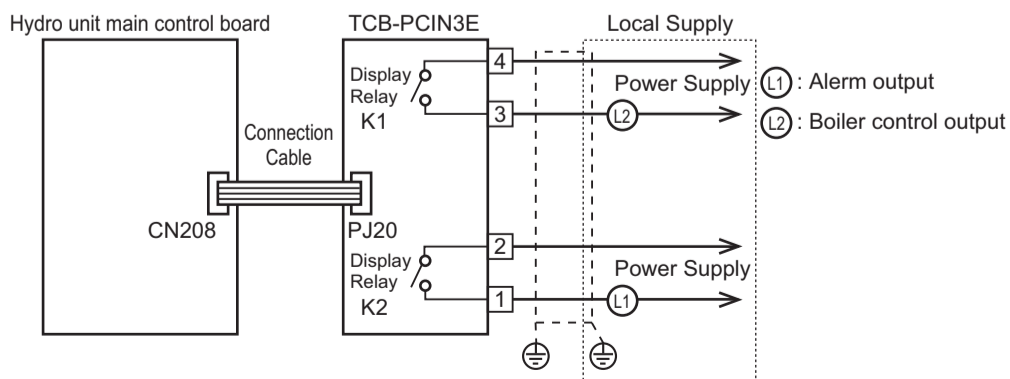 Hydro unit main control board
TCB-PCIN3E
Local Supply
Display
Relay
K1
4
3
Power Supply
L2
L1 : Alerm output
L2 : Boiler control output
Connection
Cable
CN208
PJ20
Display
Relay
K2
2
1
Power Supply
L1